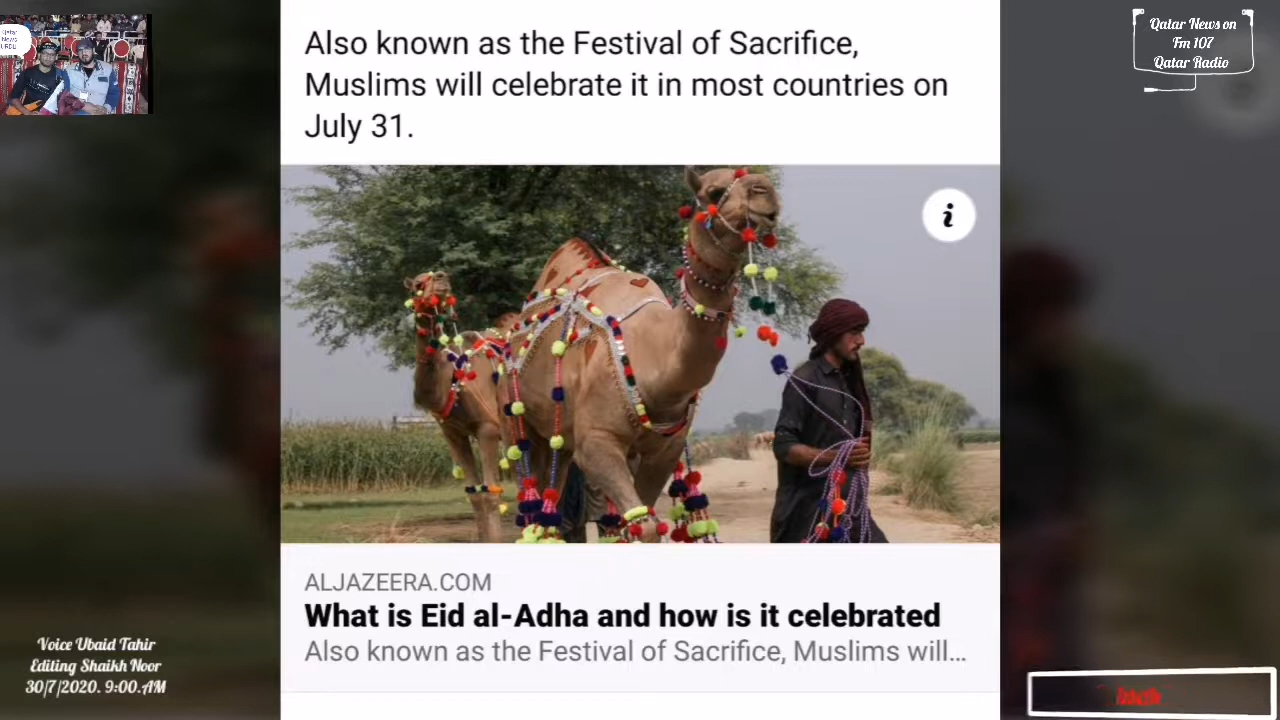 Qatar
News
URDU
Qatar News on
Fm 107
Qatar Radio
Also known as the Festival of Sacrifice,
Muslims will celebrate it in most countries on
July 31.
i
ALJAZEERA.COM
What is Eid al-Adha and how is it celebrated
Also known as the Festival of Sacrifice, Muslims will...
Voice Ubaid Tahir
Editing Shaikh Noor
30/7/2020. 9:00.AM